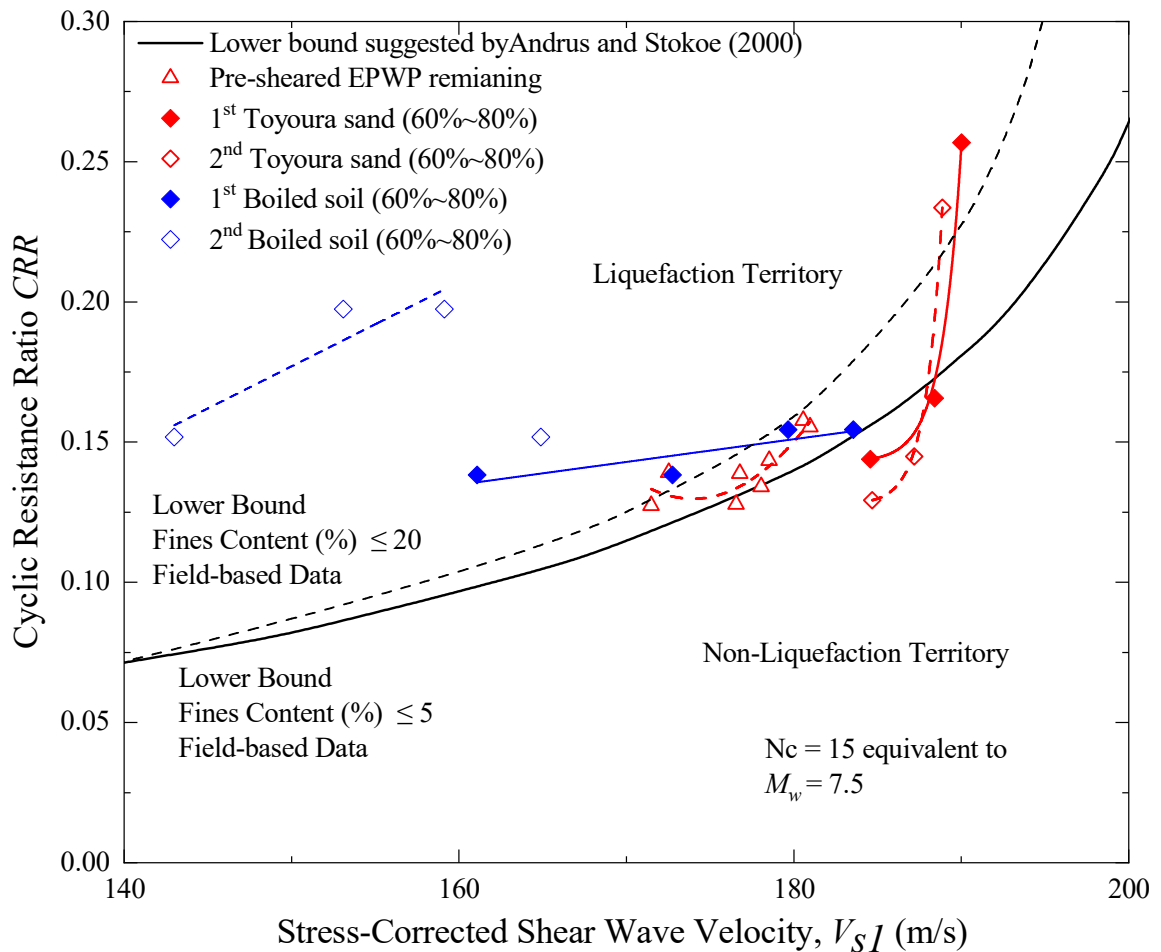 0.30
0.25
0.20
0.15
0.10
0.05
0.00
Cyclic Resistance Ratio CRR
Lower bound suggested byAndrus and Stokoe (2000)
Pre-sheared EPWP remianing
1st Toyoura sand (60%~80%)
2nd Toyoura sand (60%~80%)
1st Boiled soil (60%~80%)
2nd Boiled soil (60%~80%)
Liquefaction Territory
Lower Bound
Fines Content (%) ≤ 20
Field-based Data
Non-Liquefaction Territory
Lower Bound
Fines Content (%) ≤ 5
Field-based Data
Nc = 15 equivalent to
Mw = 7.5
140 160 180 200
Stress-Corrected Shear Wave Velocity, VS1 (m/s)